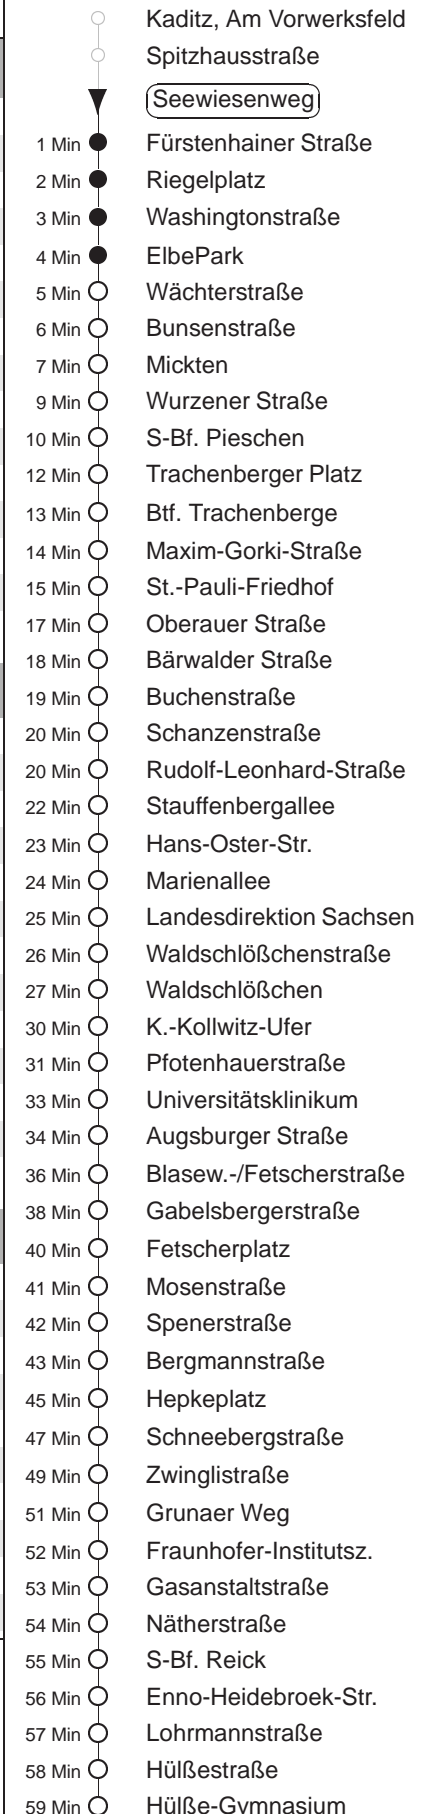 Kaditz, Am Vorwerksfeld
Spitzhausstraße
Seewiesenweg
1 Min Fürstenhainer Straße
2 Min Riegelplatz
3 Min Washingtonstraße
4 Min ElbePark
5 Min Wächterstraße
6 Min Bunsenstraße
7 Min Mickten
9 Min Wurzener Straße
10 Min S-Bf. Pieschen
12 Min Trachenberger Platz
13 Min Btf. Trachenberge
14 Min Maxim-Gorki-Straße
15 Min St.-Pauli-Friedhof
17 Min Oberauer Straße
18 Min Bärwalder Straße
19 Min Buchenstraße
20 Min Schanzenstraße
20 Min Rudolf-Leonhard-Straße
22 Min Stauffenbergallee
23 Min Hans-Oster-Str.
24 Min Marienallee
25 Min Landesdirektion Sachsen
26 Min Waldschlößchenstraße
27 Min Waldschlößchen
30 Min K.-Kollwitz-Ufer
31 Min Pfotenhauerstraße
33 Min Universitätsklinikum
34 Min Augsburger Straße
36 Min Blasew.-/Fetscherstraße
38 Min Gabelsbergerstraße
40 Min Fetscherplatz
41 Min Mosenstraße
42 Min Spenerstraße
43 Min Bergmannstraße
45 Min Hepkeplatz
47 Min Schneebergstraße
49 Min Zwinglistraße
51 Min Grunaer Weg
52 Min Fraunhofer-Institutsz.
53 Min Gasanstaltstraße
54 Min Nätherstraße
55 Min S-Bf. Reick
56 Min Enno-Heidebroek-Str.
57 Min Lohrmannstraße
58 Min Hülßestraße
59 Min Hülße-Gymnasium